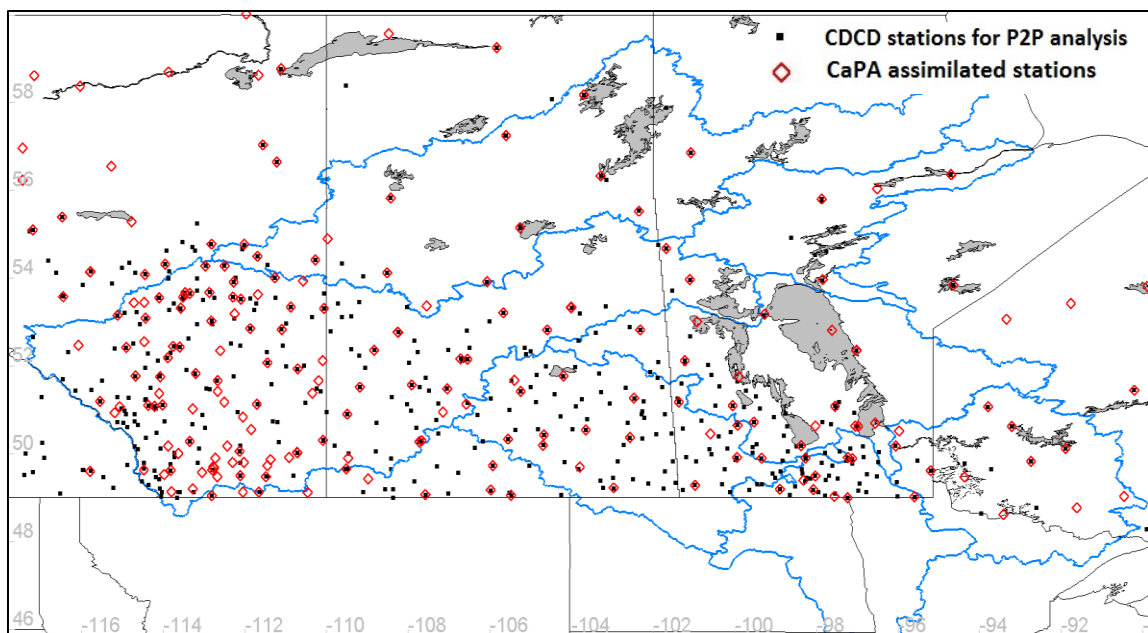 CDCD stations for P2P analysis
CaPA assimilated stations
58
56
54
52
50
48
46
-116 -114 -112 -110 -108 -106 -104 -102 -100 -98 -96 -94 -92